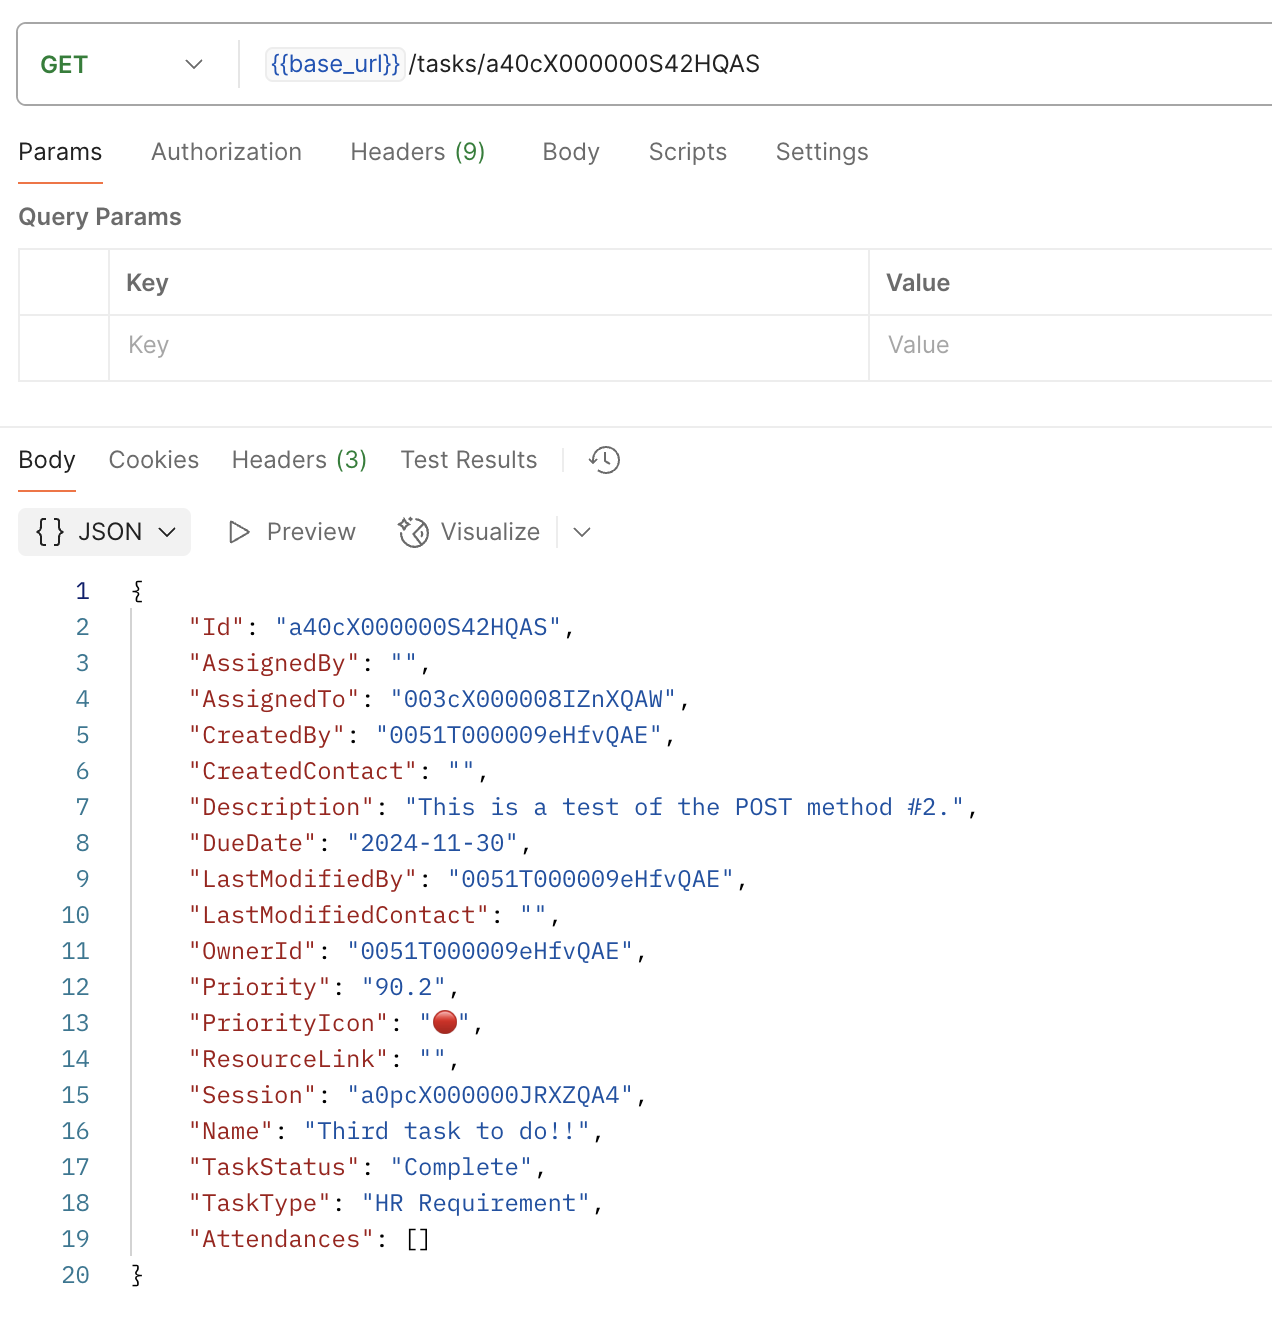 GET {{base_url}}/tasks/a40cX000000S42HQAS
Params Authorization Headers (9) Body Scripts Settings
Query Params
Key Value
Key Value
Body Cookies Headers (3) Test Results
{ } JSON Preview Visualize
1 {
2 "Id": "a40cX000000S42HQAS",
3 "AssignedBy": "",
4 "AssignedTo": "003cX000008IZnXQAW",
5 "CreatedBy": "0051T000009eHfvQAE",
6 "CreatedContact": "",
7 "Description": "This is a test of the POST method #2.",
8 "DueDate": "2024-11-30",
9 "LastModifiedBy": "0051T000009eHfvQAE",
10 "LastModifiedContact": "",
11 "OwnerId": "0051T000009eHfvQAE",
12 "Priority": "90.2",
13 "PriorityIcon": "🔴",
14 "ResourceLink": "",
15 "Session": "a0pcX000000JRXZQA4",
16 "Name": "Third task to do!!",
17 "TaskStatus": "Complete",
18 "TaskType": "HR Requirement",
19 "Attendances": []
20 }